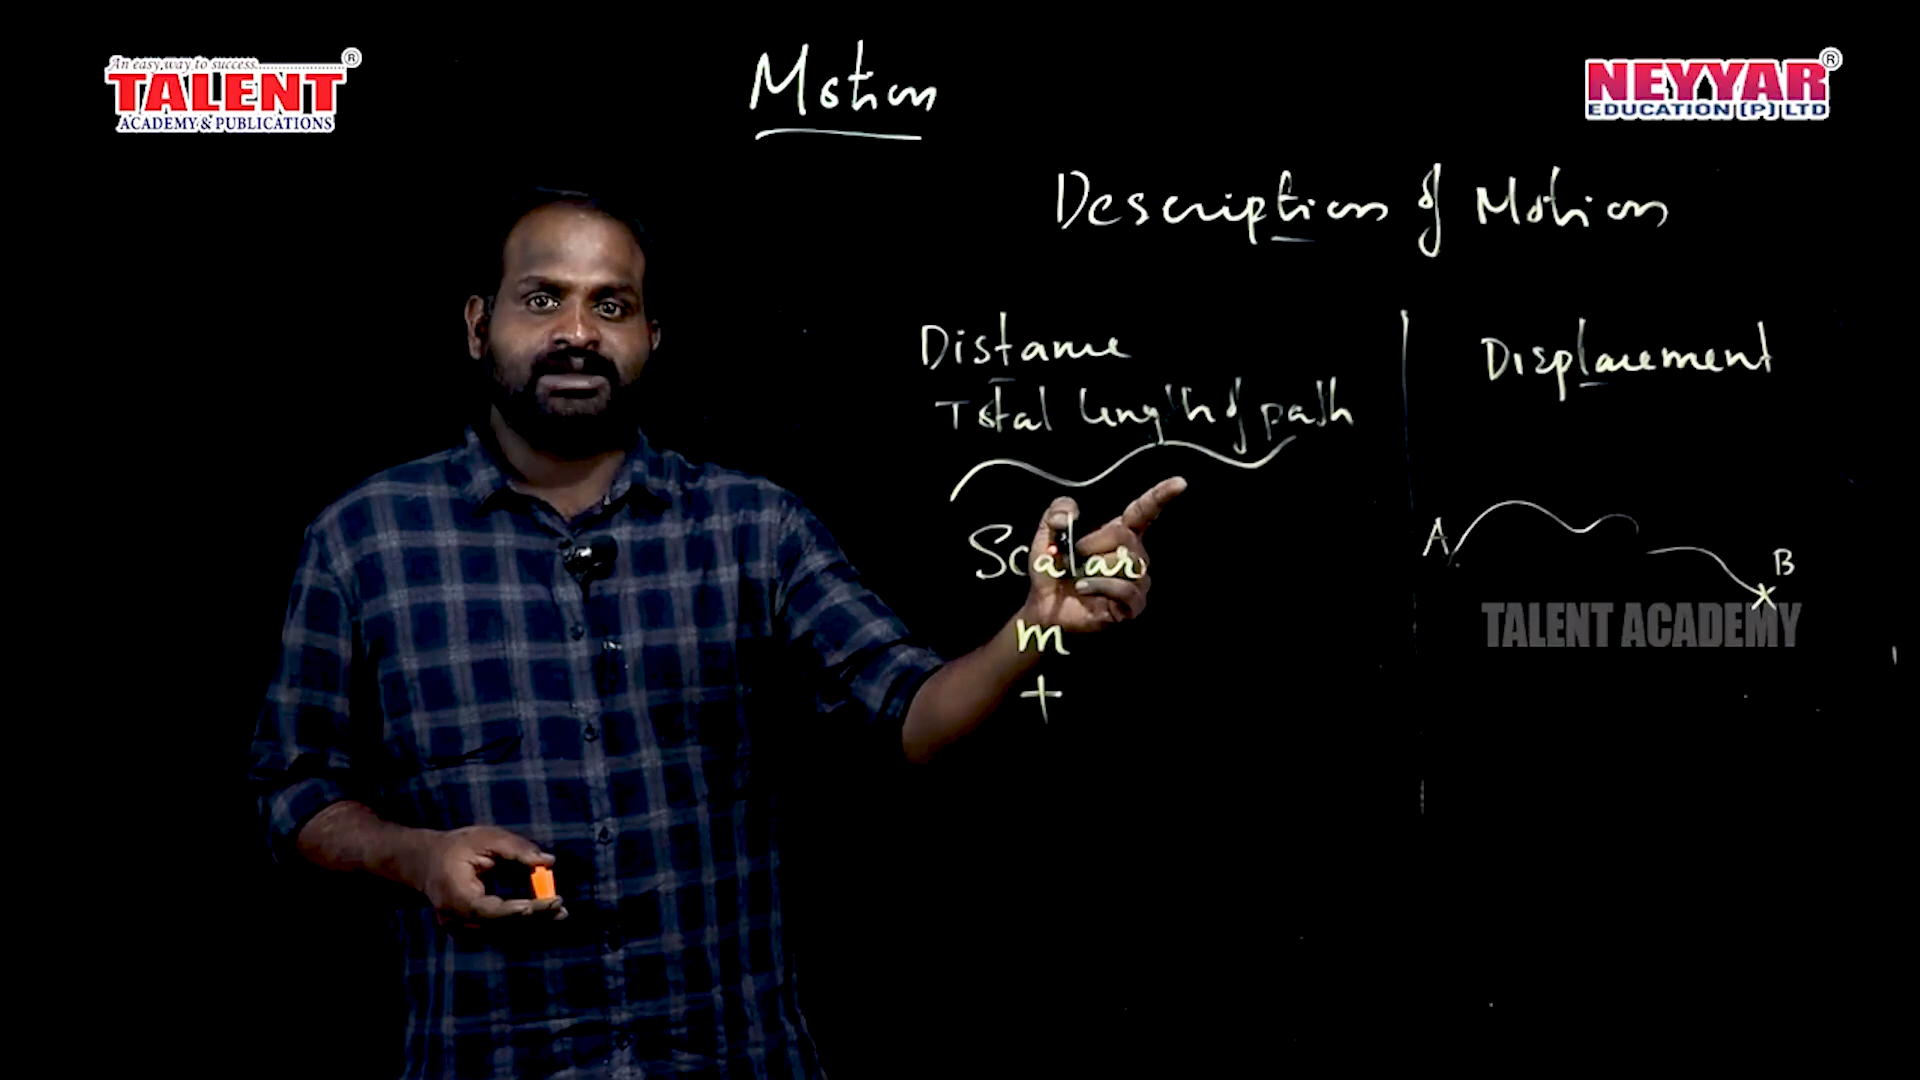 An easy way to success
TALENT®
ACADEMY & PUBLICATIONS
NEYYAR®
EDUCATION (P) LTD
Motion
Description of Motion
Distance
Total length of path
Scalar
m
+
Displacement
A
B
TALENT ACADEMY